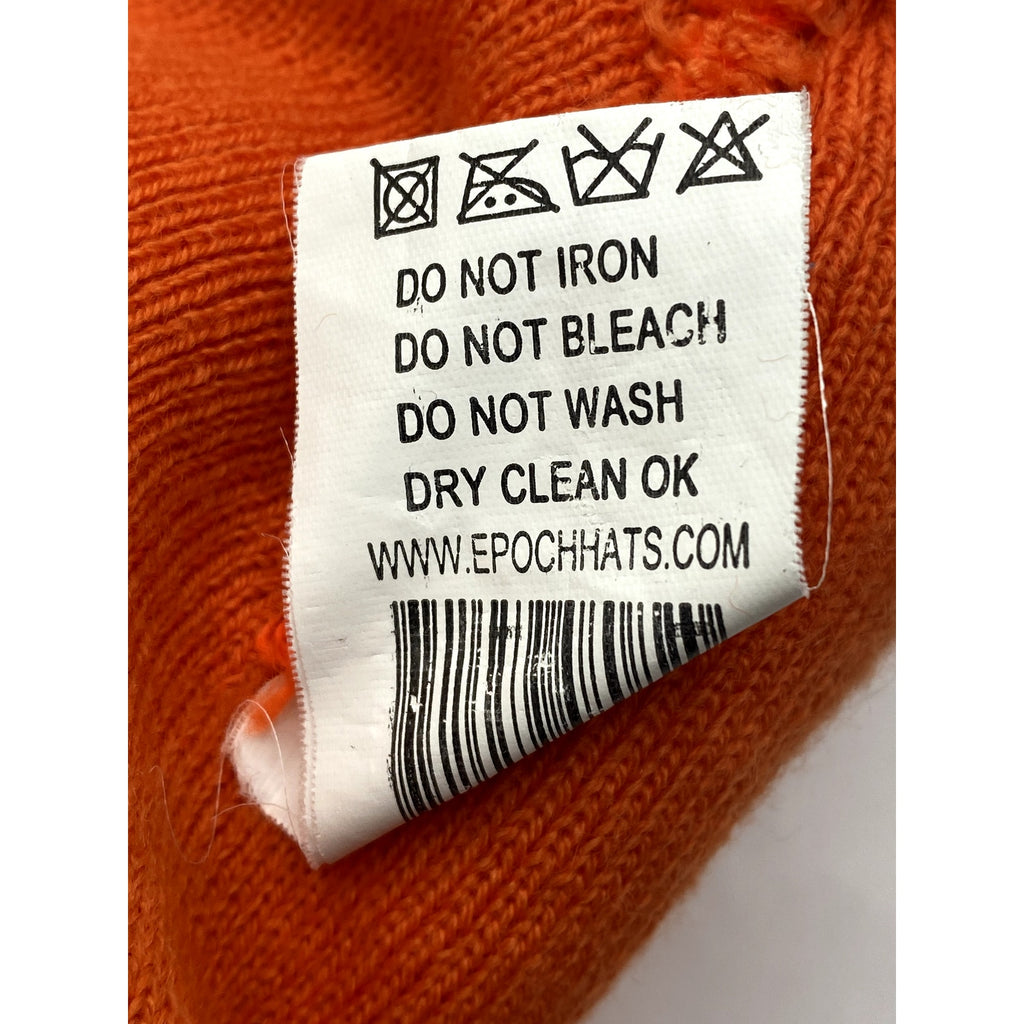 DO NOT IRON
DO NOT BLEACH
DO NOT WASH
DRY CLEAN OK
WWW.EPOCHHATS.COM